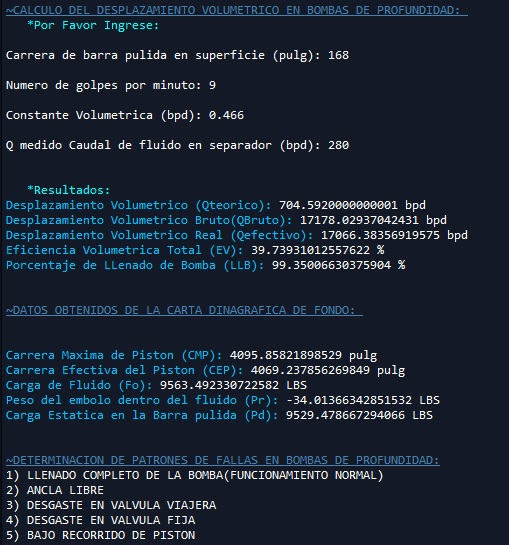 ~CALCULO DEL DESPLAZAMIENTO VOLUMETRICO EN BOMBAS DE PROFUNDIDAD:
*Por Favor Ingrese:
Carrera de barra pulida en superficie (pulg): 168
Numero de golpes por minuto: 9
Constante Volumetrica (bpd): 0.466
Q medido Caudal de fluido en separador (bpd): 280
*Resultados:
Desplazamiento Volumetrico (Qteorico): 704.5920000000001 bpd
Desplazamiento Volumetrico Bruto(QBruto): 17178.02937042431 bpd
Desplazamiento Volumetrico Real (Qefectivo): 17066.38356919575 bpd
Eficiencia Volumetrica Total (EV): 39.73931012557622 %
Porcentaje de LLenado de Bomba (LLB): 99.35006630375904 %
~DATOS OBTENIDOS DE LA CARTA DINAGRAFICA DE FONDO:
Carrera Maxima de Piston (CMP): 4095.85821898529 pulg
Carrera Efectiva del Piston (CEP): 4069.237856269849 pulg
Carga de Fluido (Fo): 9563.492330722582 LBS
Peso del embolo dentro del fluido (Pr): -34.01366342851532 LBS
Carga Estatica en la Barra pulida (Pd): 9529.478667294066 LBS
~DETERMINACION DE PATRONES DE FALLAS EN BOMBAS DE PROFUNDIDAD:
1) LLENADO COMPLETO DE LA BOMBA(FUNCIONAMIENTO NORMAL)
2) ANCLA LIBRE
3) DESGASTE EN VALVULA VIAJERA
4) DESGASTE EN VALVULA FIJA
5) BAJO RECORRIDO DE PISTON